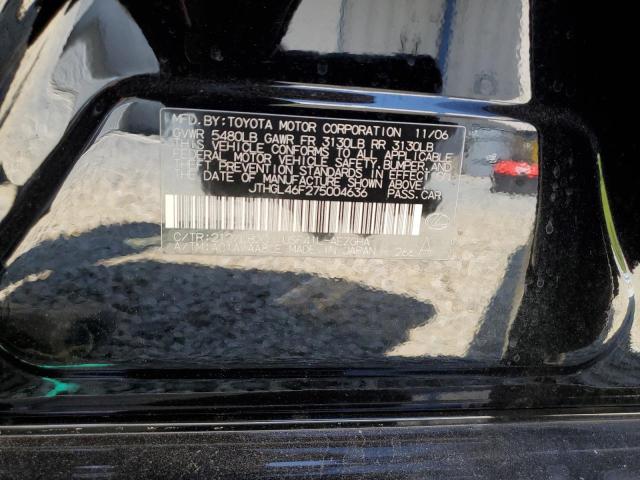 MFD. BY: TOYOTA MOTOR CORPORATION 11/06
GVWR 5480LB GAWR FR 3130LB RR 3130LB
THIS VEHICLE CONFORMS TO ALL APPLICABLE
FEDERAL MOTOR VEHICLE SAFETY, BUMPER, AND
THEFT PREVENTION STANDARDS IN EFFECT ON
THE DATE OF MANUFACTURE SHOWN ABOVE.
JTHGL46F275004636 PASS.CAR
C/TR:
A/TM: MADE IN JAPAN